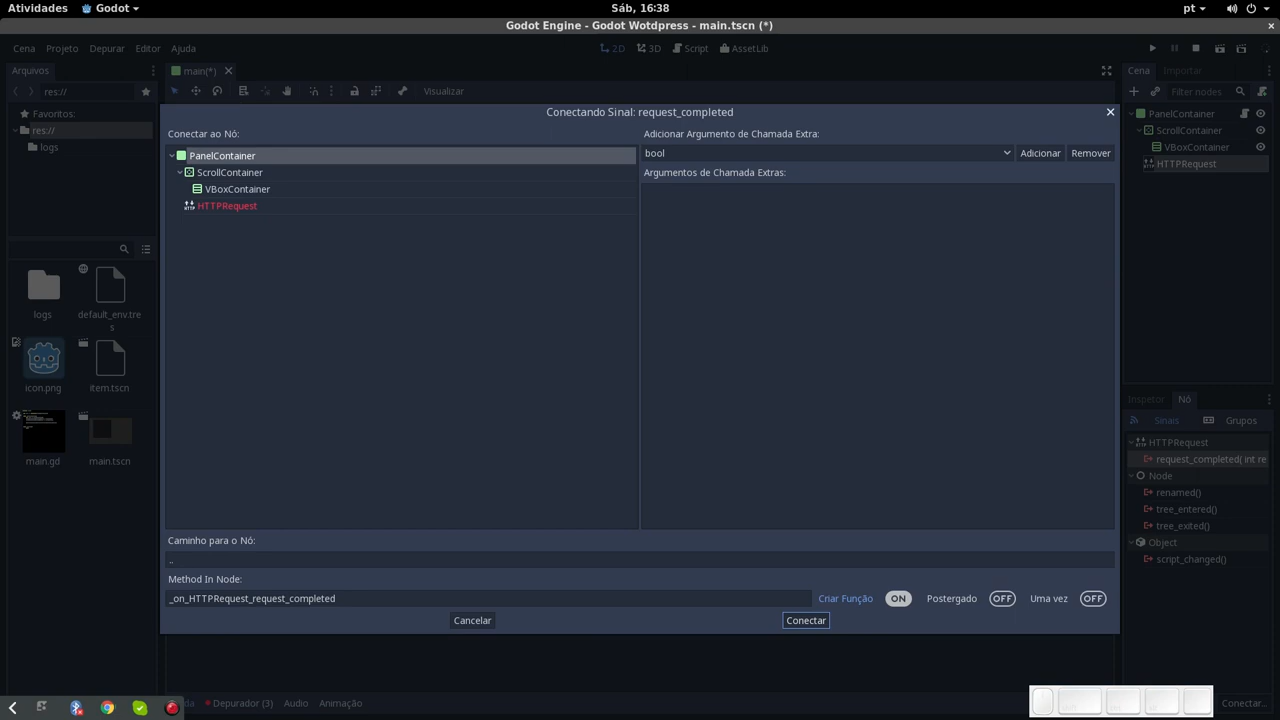 Atividades
Godot
Sáb, 16:38
pt
Godot Engine - Godot Wotdpress - main.tscn (*)
Cena
Projeto
Depurar
Editor
Ajuda
2D
3D
Script
AssetLib
Arquivos
main(*)
Cena
Importar
res://
Visualizar
Filter nodes
Favoritos:
res://
logs
logs
default_env.tre
s
icon.png
item.tscn
main.gd
main.tscn
Conectando Sinal: request_completed
Conectar ao Nó:
PanelContainer
ScrollContainer
VBoxContainer
HTTPRequest
Adicionar Argumento de Chamada Extra:
bool
Adicionar
Remover
Argumentos de Chamada Extras:
Caminho para o Nó:
..
Method In Node:
_on_HTTPRequest_request_completed
Criar Função
ON
Postergado
OFF
Uma vez
OFF
Cancelar
Conectar
PanelContainer
ScrollContainer
VBoxContainer
HTTPRequest
Inspetor
Nó
Sinais
Grupos
HTTPRequest
request_completed( int re
Node
renamed()
tree_entered()
tree_exited()
Object
script_changed()
Depurador (3)
Audio
Animação
Conectar...